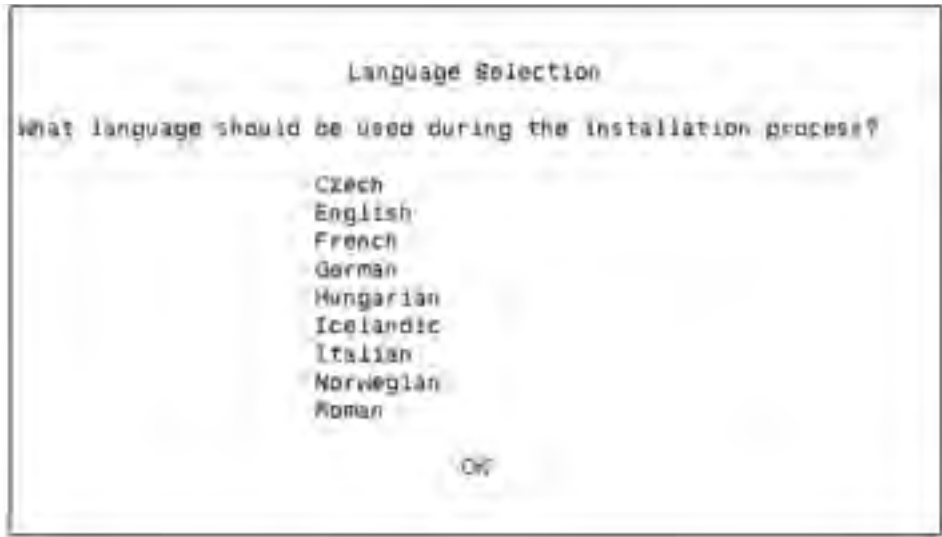 Language Selection
What language should be used during the installation process?
Czech
English
French
German
Hungarian
Icelandic
Italian
Norwegian
Roman
OK